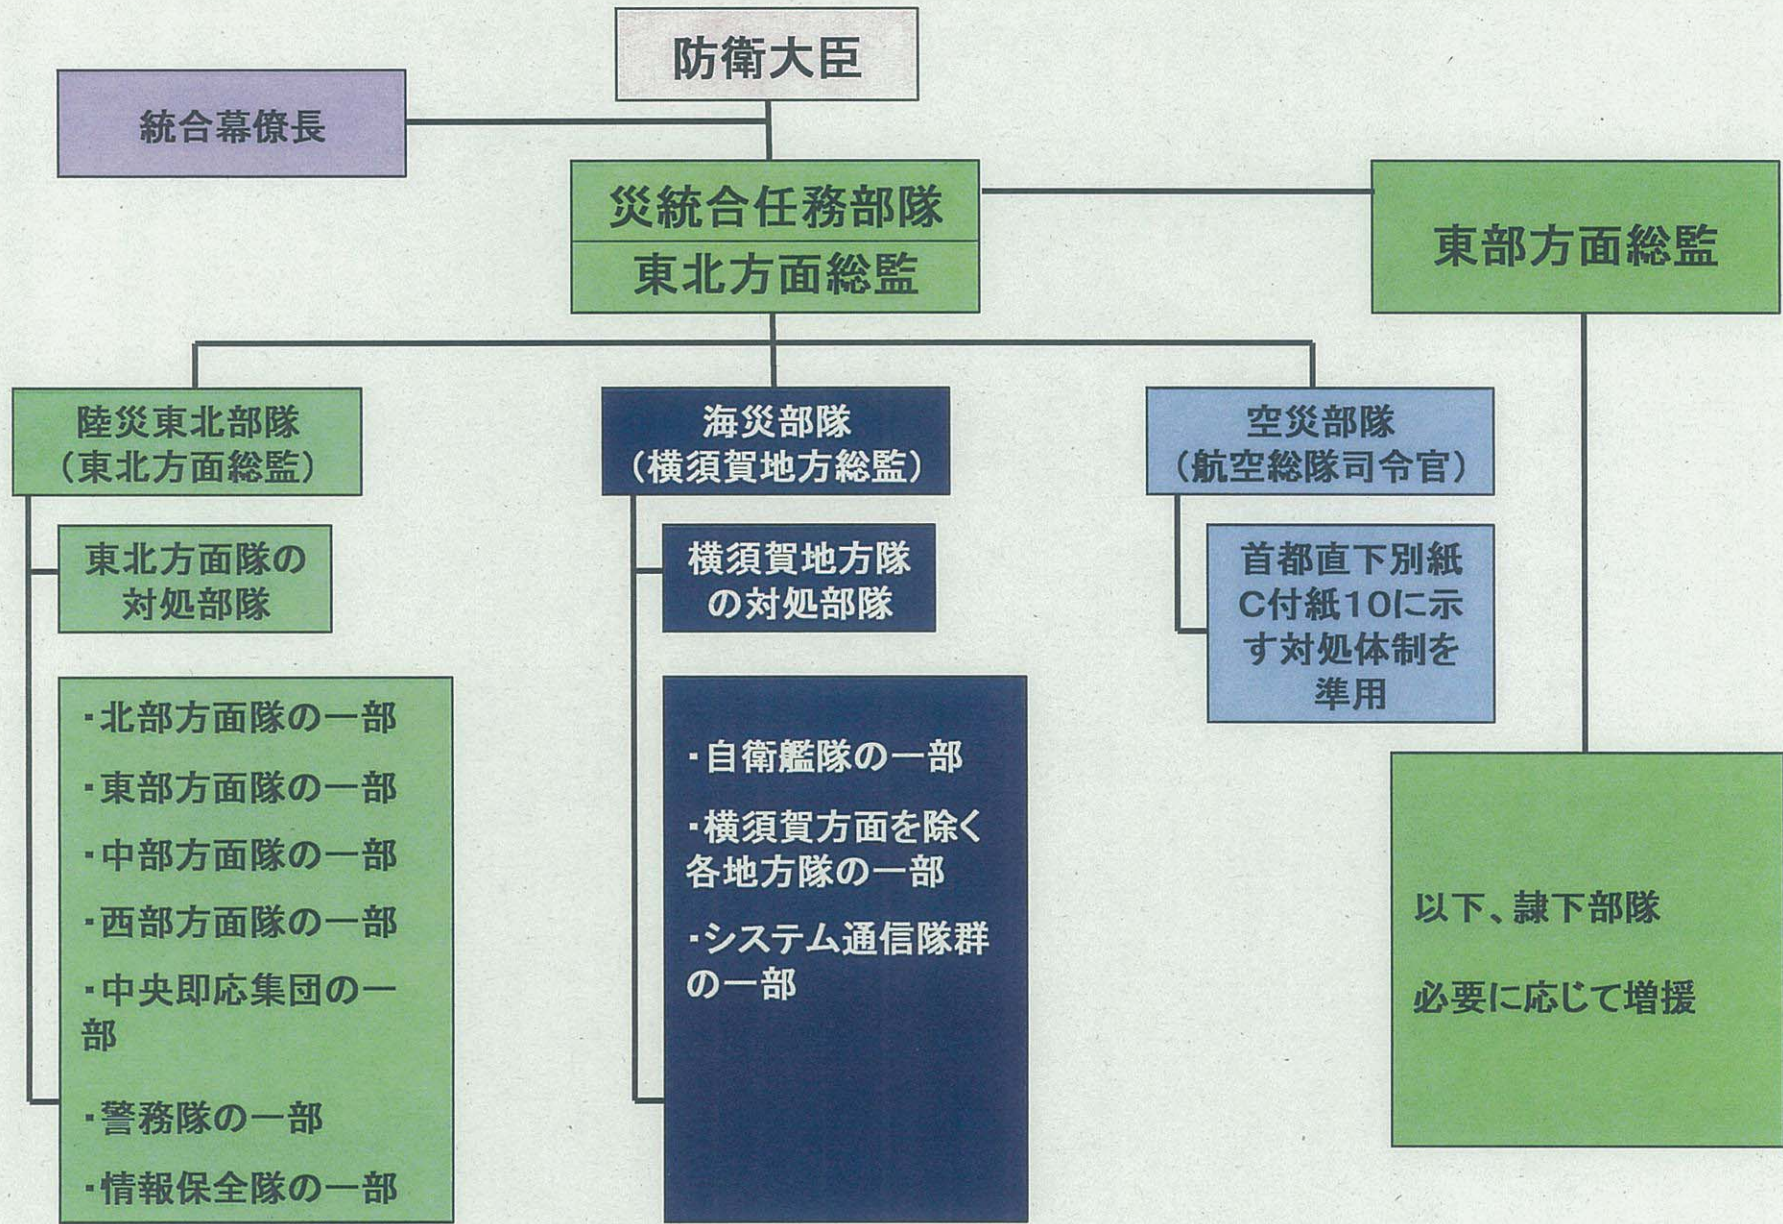 防衛大臣
統合幕僚長
災統合任務部隊
東北方面総監
東部方面総監
陸災東北部隊
（東北方面総監）
海災部隊
（横須賀地方総監）
空災部隊
（航空総隊司令官）
東北方面隊の
対処部隊
横須賀地方隊
の対処部隊
首都直下別紙
C付紙10に示
す対処体制を
準用
・北部方面隊の一部
・東部方面隊の一部
・中部方面隊の一部
・西部方面隊の一部
・中央即応集団の一
部
・警務隊の一部
・情報保全隊の一部
・自衛艦隊の一部
・横須賀方面を除く
各地方隊の一部
・システム通信隊群
の一部
以下、隷下部隊
必要に応じて増援